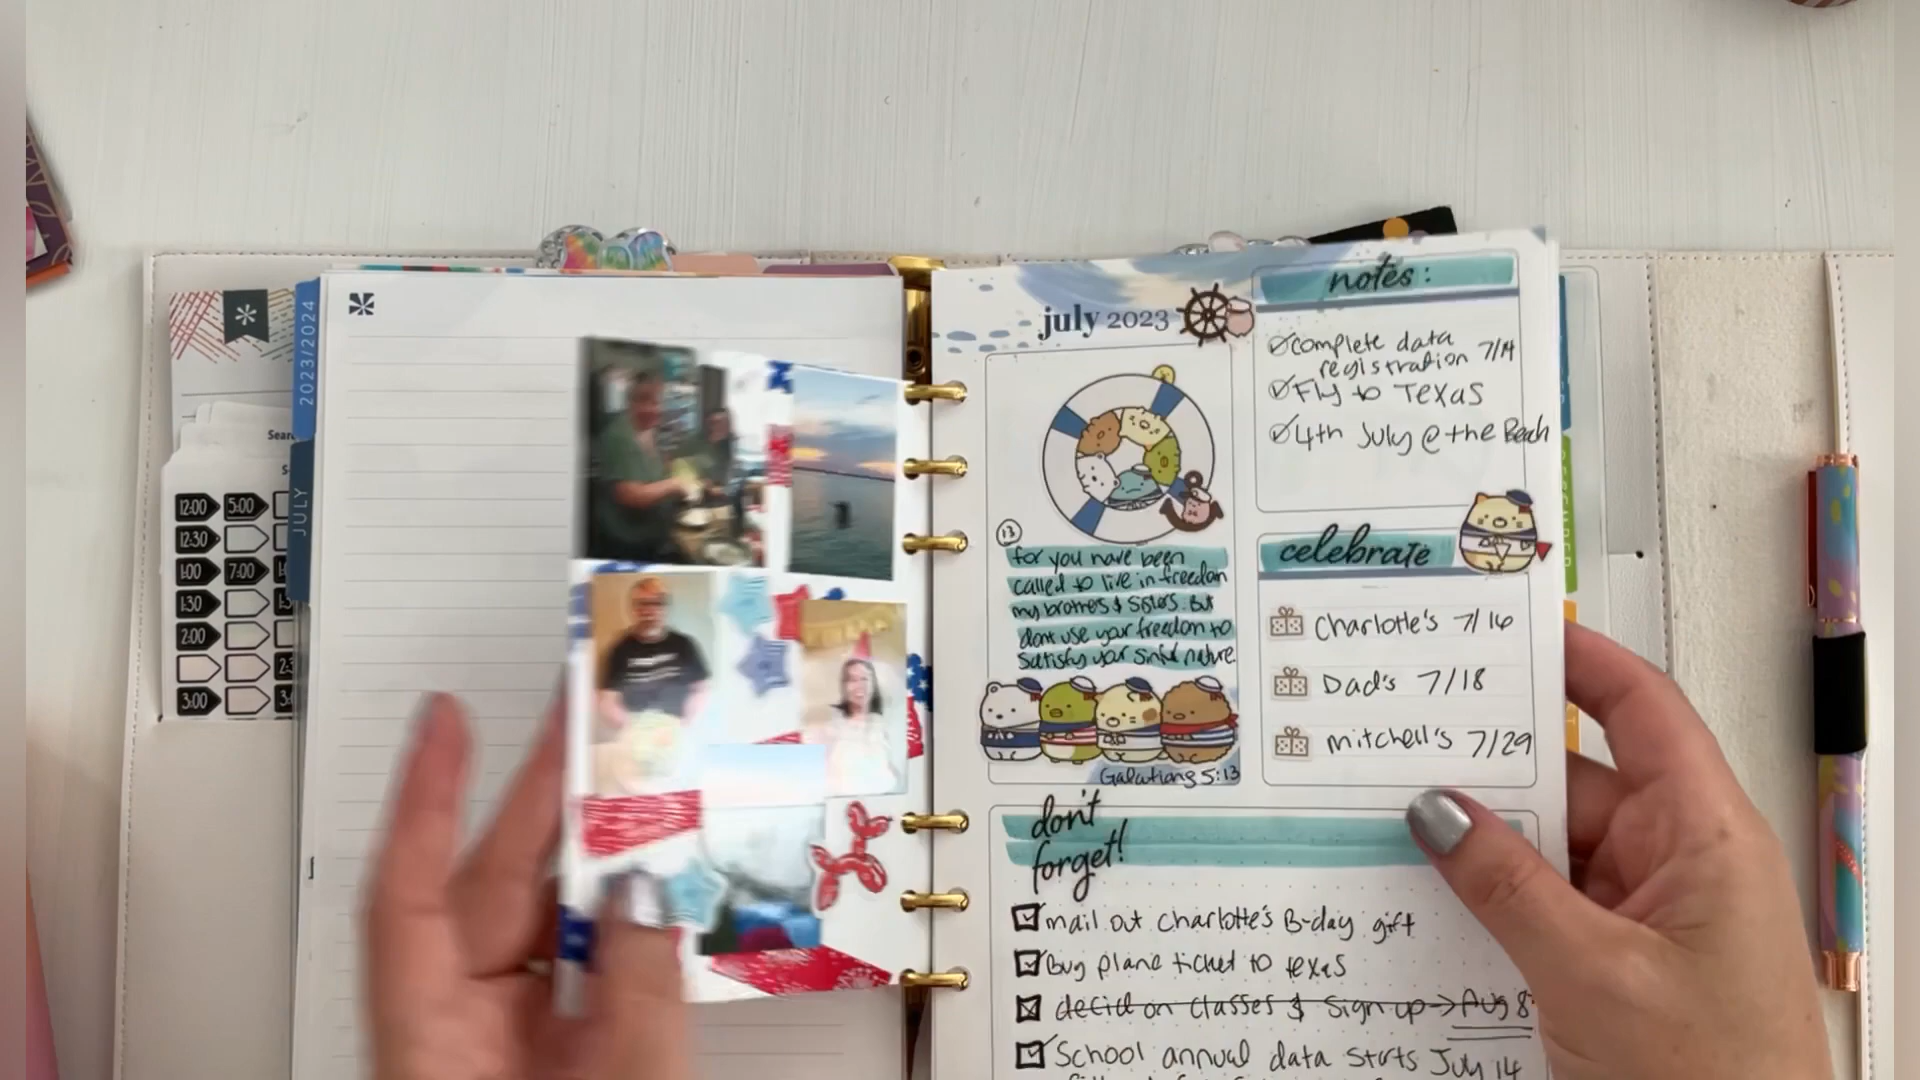 2023/2024
JULY
Sear
12:00 5:00
12:30
1:00 7:00
1:30
2:00
3:00
july 2023
13
for you have been
called to live in freedom
my brothers & sisters. But
dont use your freedom to
satisfy your sinful nature.
Galatians 5:13
notes:
complete data
registration 7/14
Fly to Texas
4th July @ the Beach
celebrate
Charlotte's 7/16
Dad's 7/18
mitchell's 7/29
don't
forget!
mail out charlotte's B-day gift
Buy plane ticket to texas
decid on classes & sign up → Aug 8
School annual data starts July 14